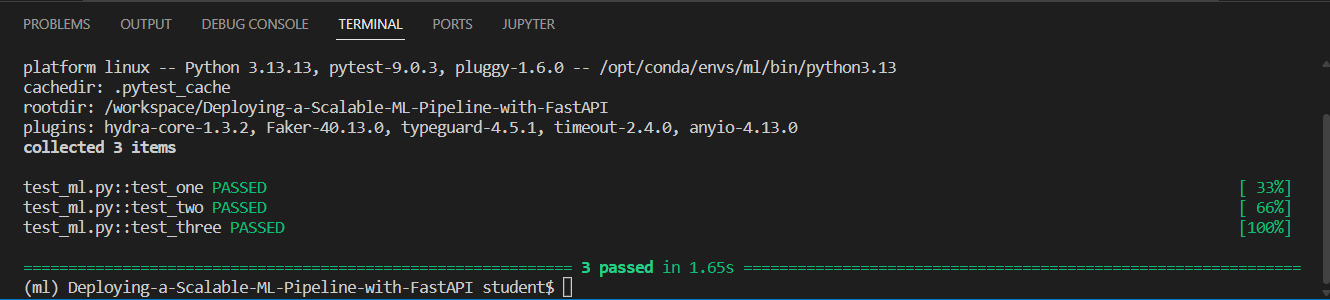 PROBLEMS OUTPUT DEBUG CONSOLE TERMINAL PORTS JUPYTER
platform linux -- Python 3.13.13, pytest-9.0.3, pluggy-1.6.0 -- /opt/conda/envs/ml/bin/python3.13
cachedir: .pytest_cache
rootdir: /workspace/Deploying-a-Scalable-ML-Pipeline-with-FastAPI
plugins: hydra-core-1.3.2, Faker-40.13.0, typeguard-4.5.1, timeout-2.4.0, anyio-4.13.0
collected 3 items
test_ml.py::test_one PASSED [ 33%]
test_ml.py::test_two PASSED [ 66%]
test_ml.py::test_three PASSED [100%]
============================================================= 3 passed in 1.65s ==============================================================
(ml) Deploying-a-Scalable-ML-Pipeline-with-FastAPI student$